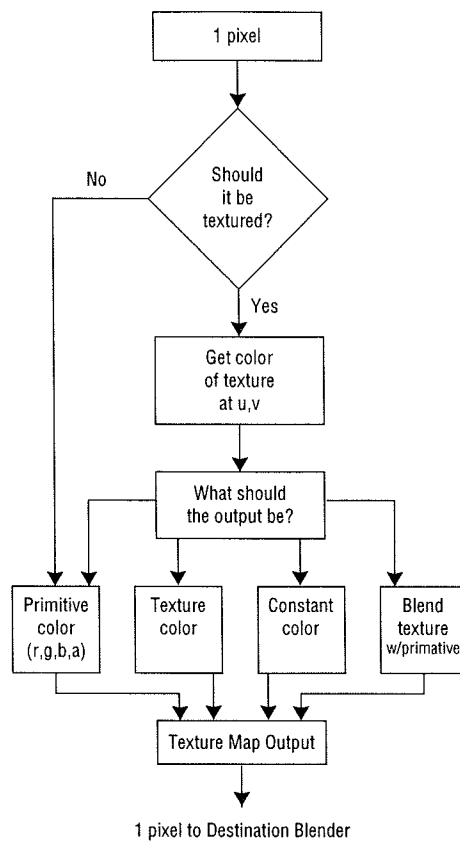 1 pixel
Should
it be
textured?
No
Yes
Get color
of texture
at u,v
What should
the output be?
Primitive
color
(r,g,b,a)
Texture
color
Constant
color
Blend
texture
w/primative
Texture Map Output
1 pixel to Destination Blender